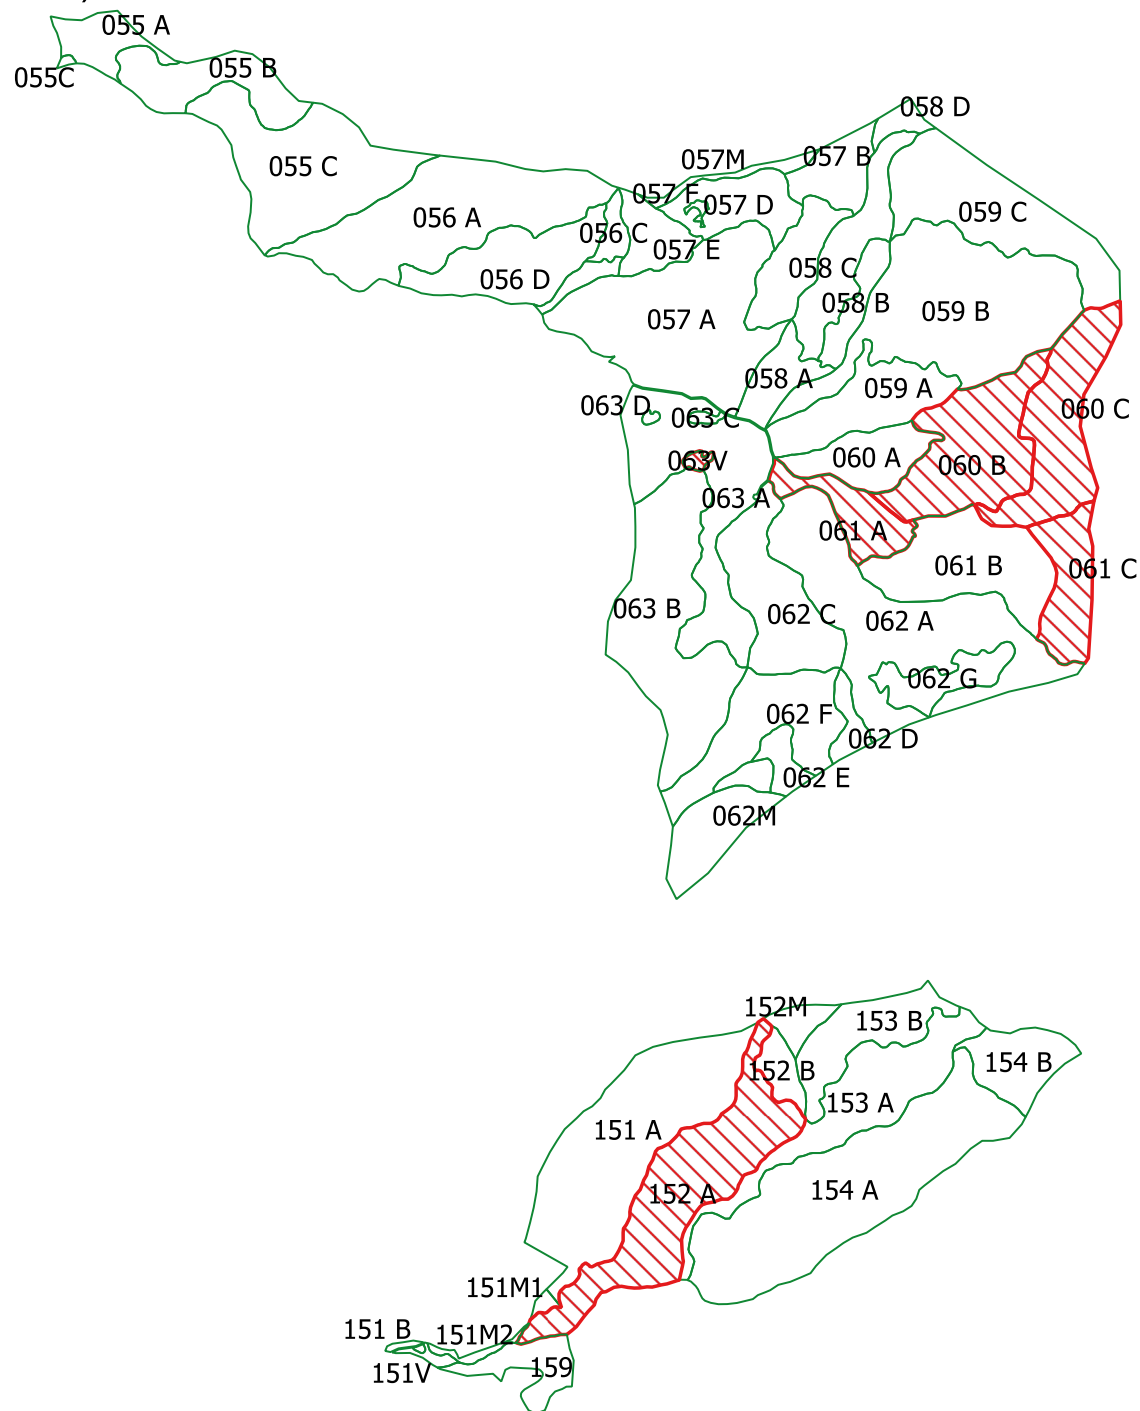 055 A
055 B
055C
055 C
058 D
057M
057 B
057 F
057 D
056 A
059 C
056 C
057 E
058 C
056 D
058 B
059 B
057 A
058 A
059 A
063 D
063 C
060 C
060 A
063V
060 B
063 A
061 A
061 B
061 C
063 B
062 C
062 A
062 G
062 F
062 D
062 E
062M
152M
153 B
154 B
152 B
153 A
151 A
152 A
154 A
151M1
151 B
151M2
151V
159